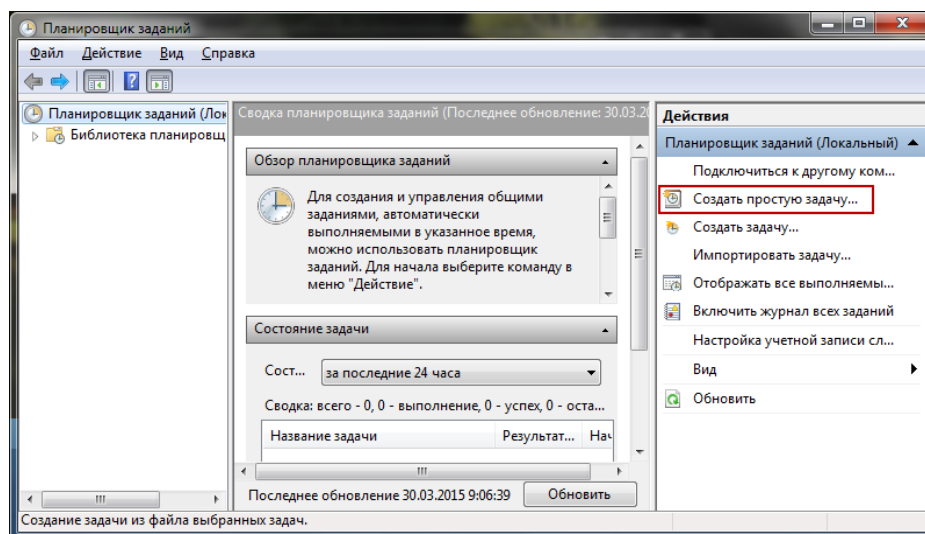 Планировщик заданий
Файл Действие Вид Справка
Планировщик заданий (Лок
Библиотека планировщ
Сводка планировщика заданий (Последнее обновление: 30.03.20
Обзор планировщика заданий
Для создания и управления общими
заданиями, автоматически
выполняемыми в указанное время,
можно использовать планировщик
заданий. Для начала выберите команду в
меню "Действие".
Состояние задачи
Сост... за последние 24 часа
Сводка: всего - 0, 0 - выполнение, 0 - успех, 0 - оста...
Название задачи Результат... Нач
Последнее обновление 30.03.2015 9:06:39 Обновить
Действия
Планировщик заданий (Локальный)
Подключиться к другому ком...
Создать простую задачу...
Создать задачу...
Импортировать задачу...
Отображать все выполняемы...
Включить журнал всех заданий
Настройка учетной записи сл...
Вид
Обновить
Создание задачи из файла выбранных задач.